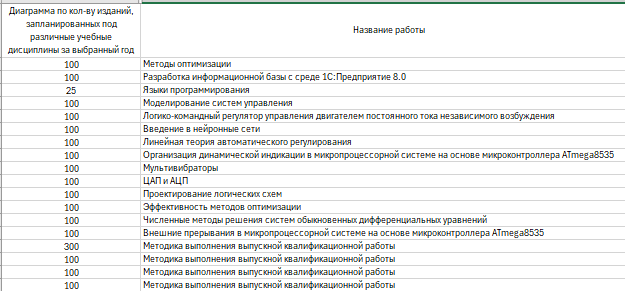 Диаграмма по кол-ву изданий,
запланированных под
различные учебные
дисциплины за выбранный год
Название работы
100 Методы оптимизации
100 Разработка информационной базы с среде 1С:Предприятие 8.0
25 Языки программирования
100 Моделирование систем управления
100 Логико-командный регулятор управления двигателем постоянного тока независимого возбуждения
100 Введение в нейронные сети
100 Линейная теория автоматического регулирования
100 Организация динамической индикации в микропроцессорной системе на основе микроконтроллера ATmega8535
100 Мультивибраторы
100 ЦАП и АЦП
100 Проектирование логических схем
100 Эффективность методов оптимизации
100 Численные методы решения систем обыкновенных дифференциальных уравнений
100 Внешние прерывания в микропроцессорной системе на основе микроконтроллера ATmega8535
300 Методика выполнения выпускной квалификационной работы
100 Методика выполнения выпускной квалификационной работы
100 Методика выполнения выпускной квалификационной работы
100 Методика выполнения выпускной квалификационной работы